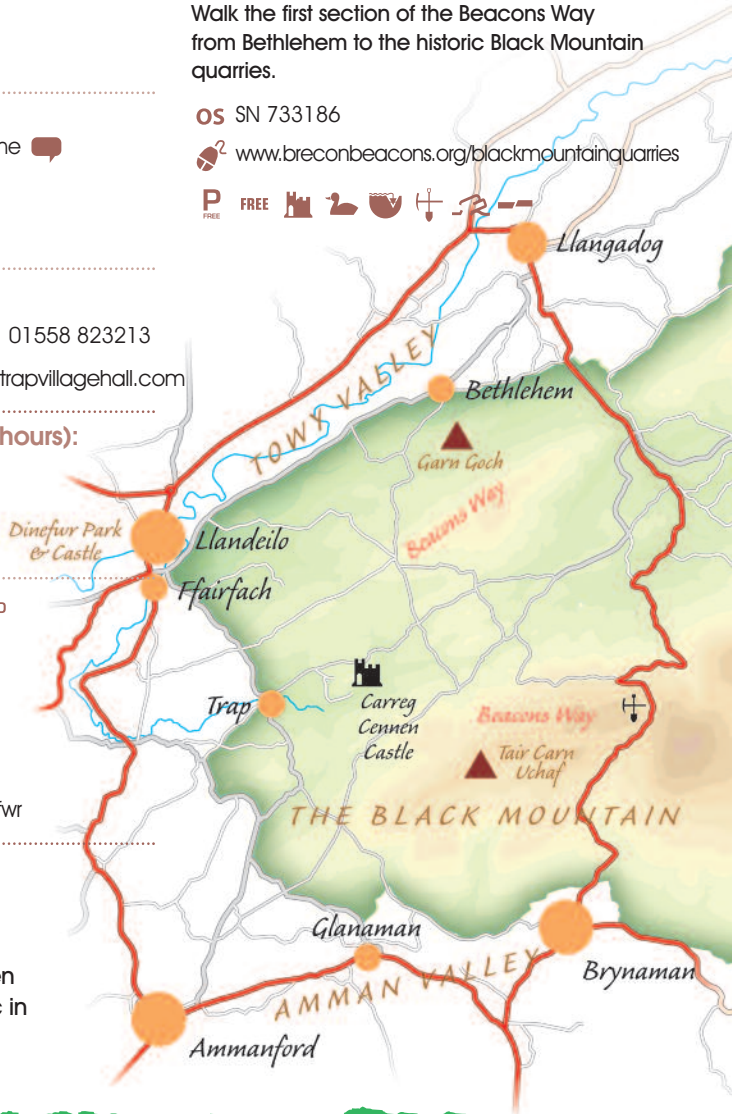 Walk the first section of the Beacons Way
from Bethlehem to the historic Black Mountain
quarries.
OS SN 733186
www.breconbeacons.org/blackmountainquarries
P
FREE
FREE
ne
01558 823213
trapvillagehall.com
hours):
fwr
en
c in
Llangadog
TOWY VALLEY
Bethlehem
Garn Goch
Beacons Way
Dinefwr Park
& Castle
Llandeilo
Ffairfach
Trap
Carreg
Cennen
Castle
Beacons Way
Tair Carn
Uchaf
THE BLACK MOUNTAIN
Glanaman
AMMAN VALLEY
Brynaman
Ammanford